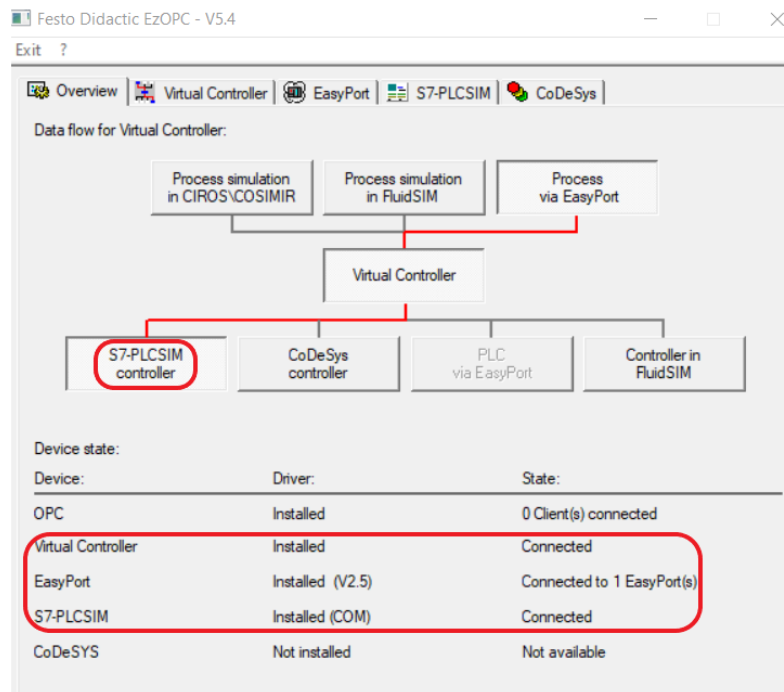 Festo Didactic EzOPC - V5.4
Exit ?
Overview Virtual Controller EasyPort S7-PLCSIM CoDeSys
Data flow for Virtual Controller:
Process simulation
in CIROS\COSIMIR
Process simulation
in FluidSIM
Process
via EasyPort
Virtual Controller
S7-PLCSIM
controller
CoDeSys
controller
PLC
via EasyPort
Controller in
FluidSIM
Device state:
Device: Driver: State:
OPC Installed 0 Client(s) connected
Virtual Controller Installed Connected
EasyPort Installed (V2.5) Connected to 1 EasyPort(s)
S7-PLCSIM Installed (COM) Connected
CoDeSYS Not installed Not available